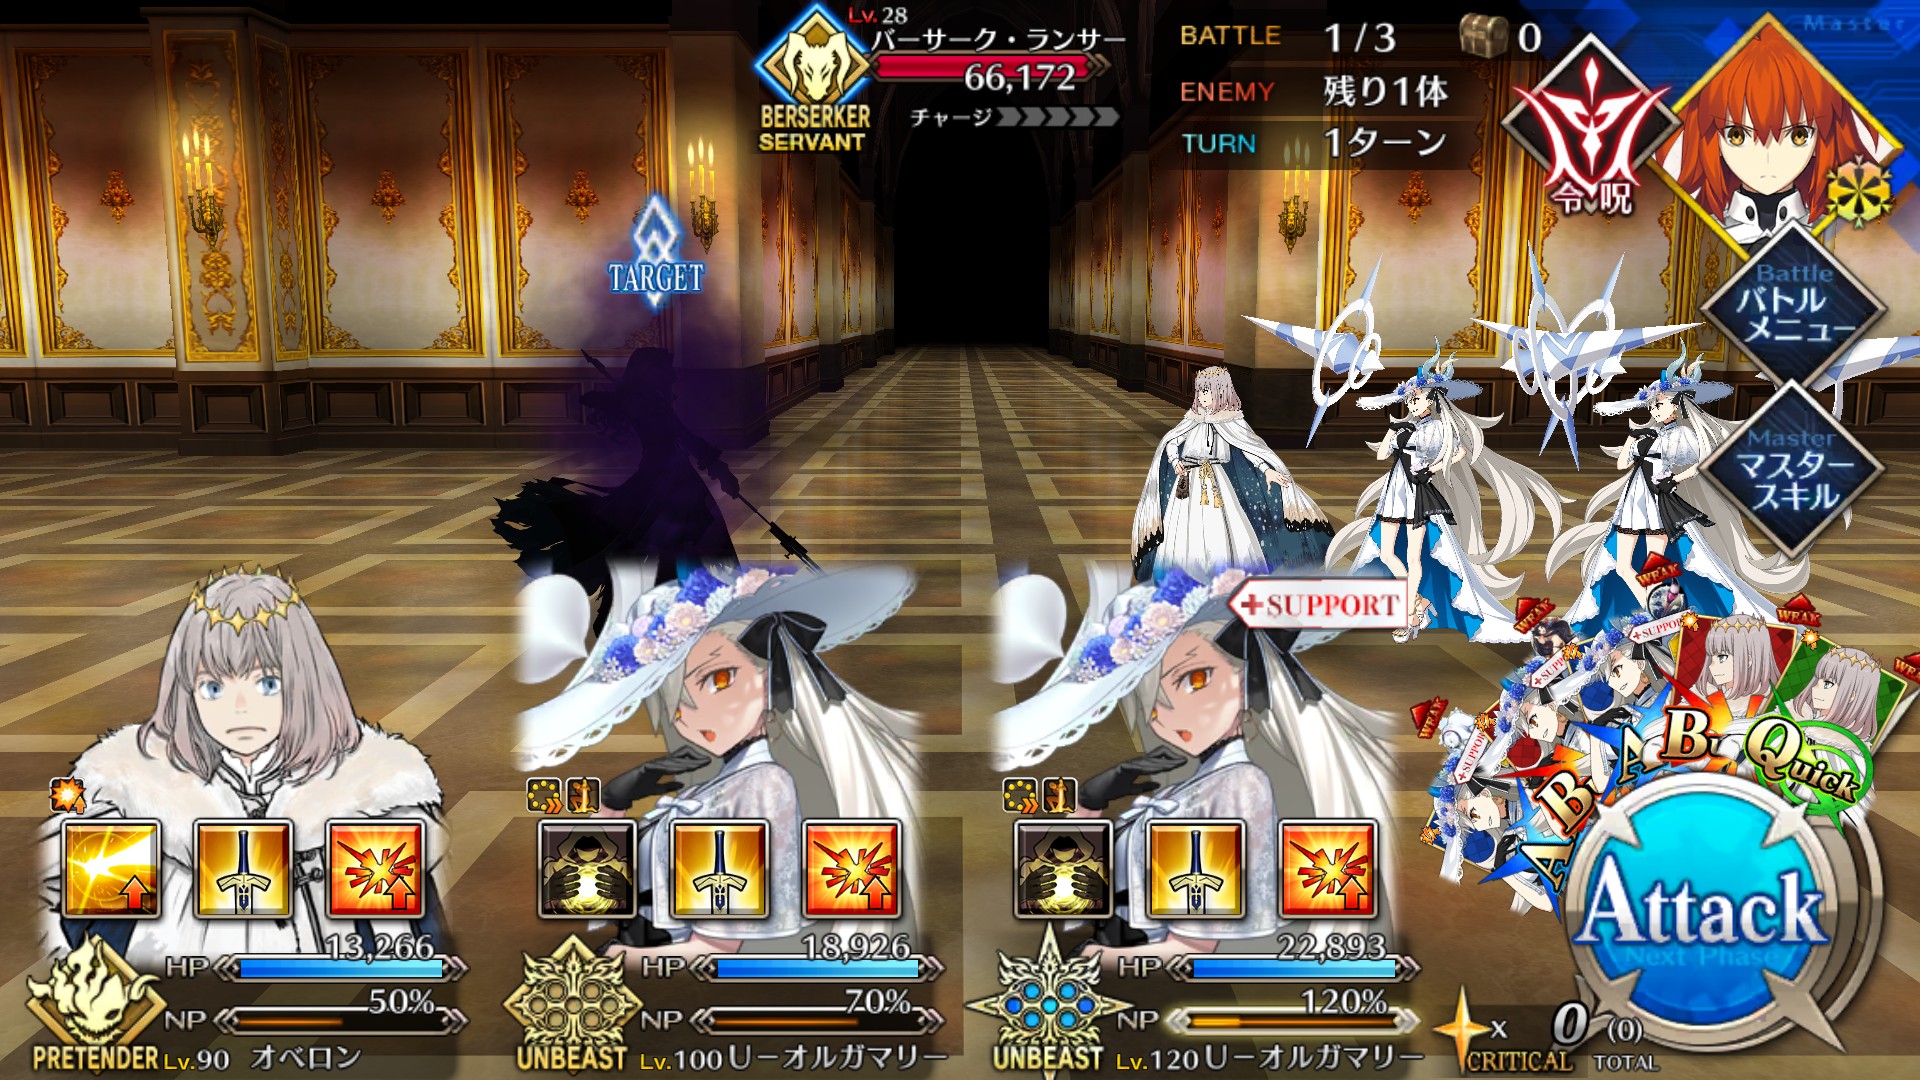 Lv.28
バーサーク・ランサー
66,172
チャージ
BERSERKER
SERVANT
BATTLE 1/3 0
ENEMY 残り1体
TURN 1ターン
令呪
Master
TARGET
Battle
バトル
メニュー
Master
マスター
スキル
+SUPPORT
WEAK
WEAK
WEAK
WEAK
+SUPPORT
Quick
Attack
Next Phase
HP 13,266
NP 50%
PRETENDER Lv.90 オベロン
HP 18,926
NP 70%
UNBEAST Lv.100 U-オルガマリー
HP 22,893
NP 120%
UNBEAST Lv.120 U-オルガマリー
x 0 (0)
CRITICAL TOTAL